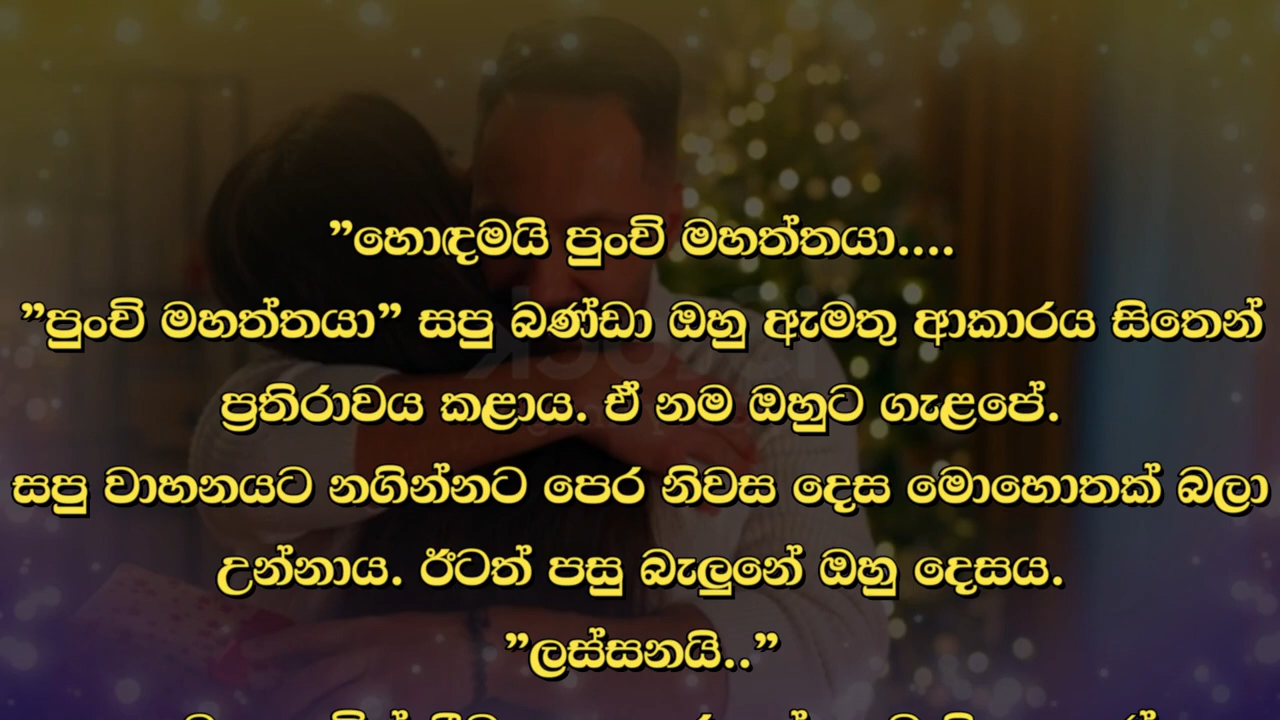 ”හොඳමයි පුංචි මහත්තයා....
”පුංචි මහත්තයා” සපු බණ්ඩා ඔහු ඇමතු ආකාරය සිතෙන්
ප්‍රතිරාවය කළාය. ඒ නම ඔහුට ගැළපේ.
සපු වාහනයට නගින්නට පෙර නිවස දෙස මොහොතක් බලා
උන්නාය. ඊටත් පසු බැලුනේ ඔහු දෙසය.
”ලස්සනයි..”